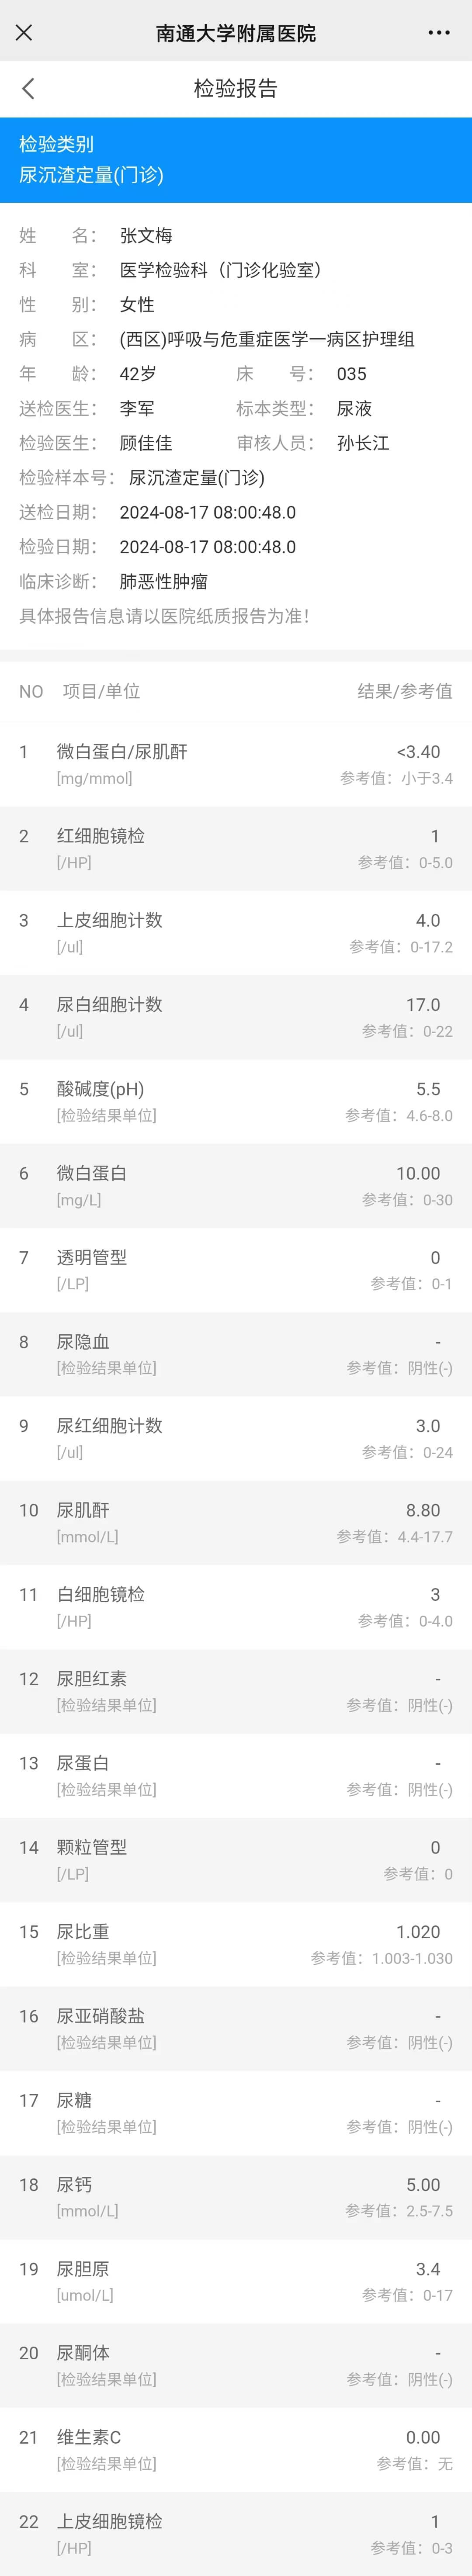 南通大学附属医院
检验报告
检验类别
尿沉渣定量(门诊)
姓 名： 张文梅
科 室： 医学检验科（门诊化验室）
性 别： 女性
病 区： (西区)呼吸与危重症医学一病区护理组
年 龄： 42岁 床 号： 035
送检医生： 李军 标本类型： 尿液
检验医生： 顾佳佳 审核人员： 孙长江
检验样本号： 尿沉渣定量(门诊)
送检日期： 2024-08-17 08:00:48.0
检验日期： 2024-08-17 08:00:48.0
临床诊断： 肺恶性肿瘤
具体报告信息请以医院纸质报告为准！
NO 项目/单位 结果/参考值
1 微白蛋白/尿肌酐 <3.40
[mg/mmol] 参考值：小于3.4
2 红细胞镜检 1
[/HP] 参考值：0-5.0
3 上皮细胞计数 4.0
[/ul] 参考值：0-17.2
4 尿白细胞计数 17.0
[/ul] 参考值：0-22
5 酸碱度(pH) 5.5
[检验结果单位] 参考值：4.6-8.0
6 微白蛋白 10.00
[mg/L] 参考值：0-30
7 透明管型 0
[/LP] 参考值：0-1
8 尿隐血 -
[检验结果单位] 参考值：阴性(-)
9 尿红细胞计数 3.0
[/ul] 参考值：0-24
10 尿肌酐 8.80
[mmol/L] 参考值：4.4-17.7
11 白细胞镜检 3
[/HP] 参考值：0-4.0
12 尿胆红素 -
[检验结果单位] 参考值：阴性(-)
13 尿蛋白 -
[检验结果单位] 参考值：阴性(-)
14 颗粒管型 0
[/LP] 参考值：0
15 尿比重 1.020
[检验结果单位] 参考值：1.003-1.030
16 尿亚硝酸盐 -
[检验结果单位] 参考值：阴性(-)
17 尿糖 -
[检验结果单位] 参考值：阴性(-)
18 尿钙 5.00
[mmol/L] 参考值：2.5-7.5
19 尿胆原 3.4
[umol/L] 参考值：0-17
20 尿酮体 -
[检验结果单位] 参考值：阴性(-)
21 维生素C 0.00
[检验结果单位] 参考值：无
22 上皮细胞镜检 1
[/HP] 参考值：0-3